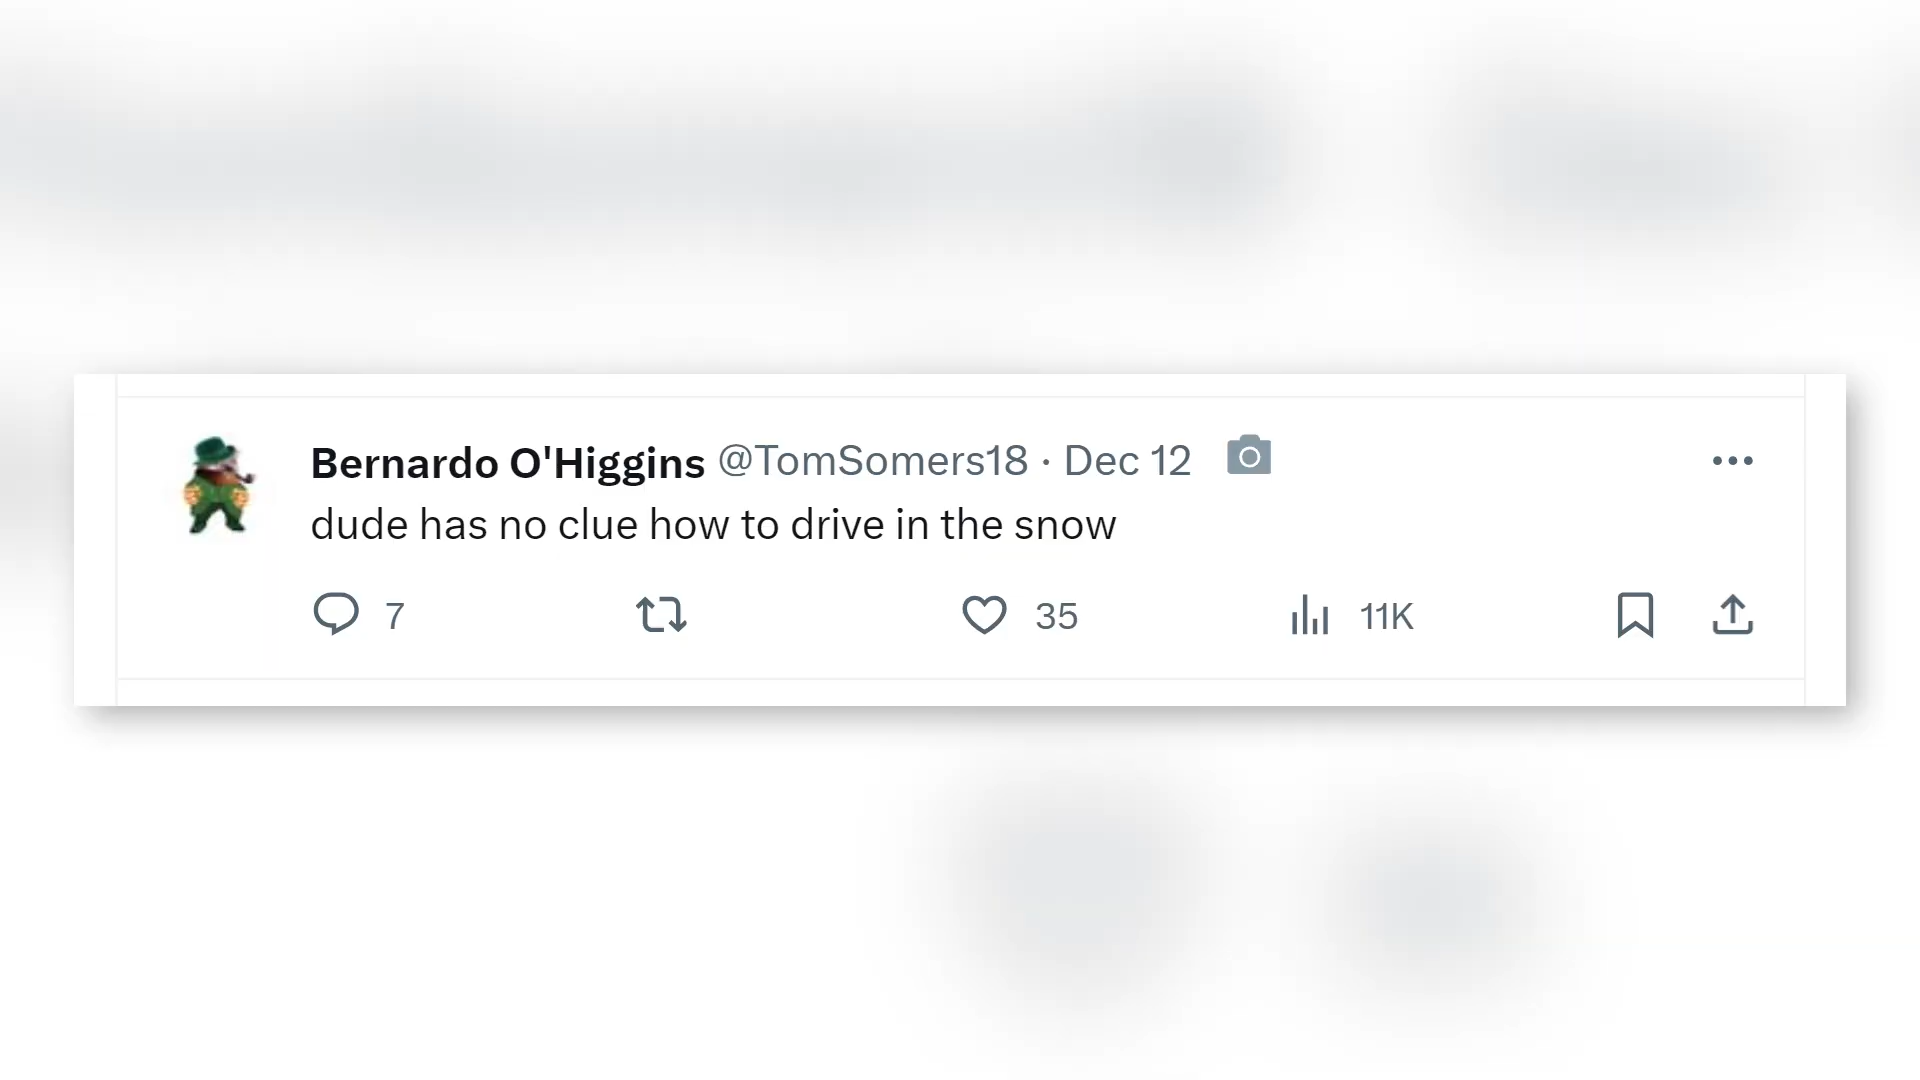 Bernardo O'Higgins @TomSomers18 · Dec 12
dude has no clue how to drive in the snow
7 35 11K